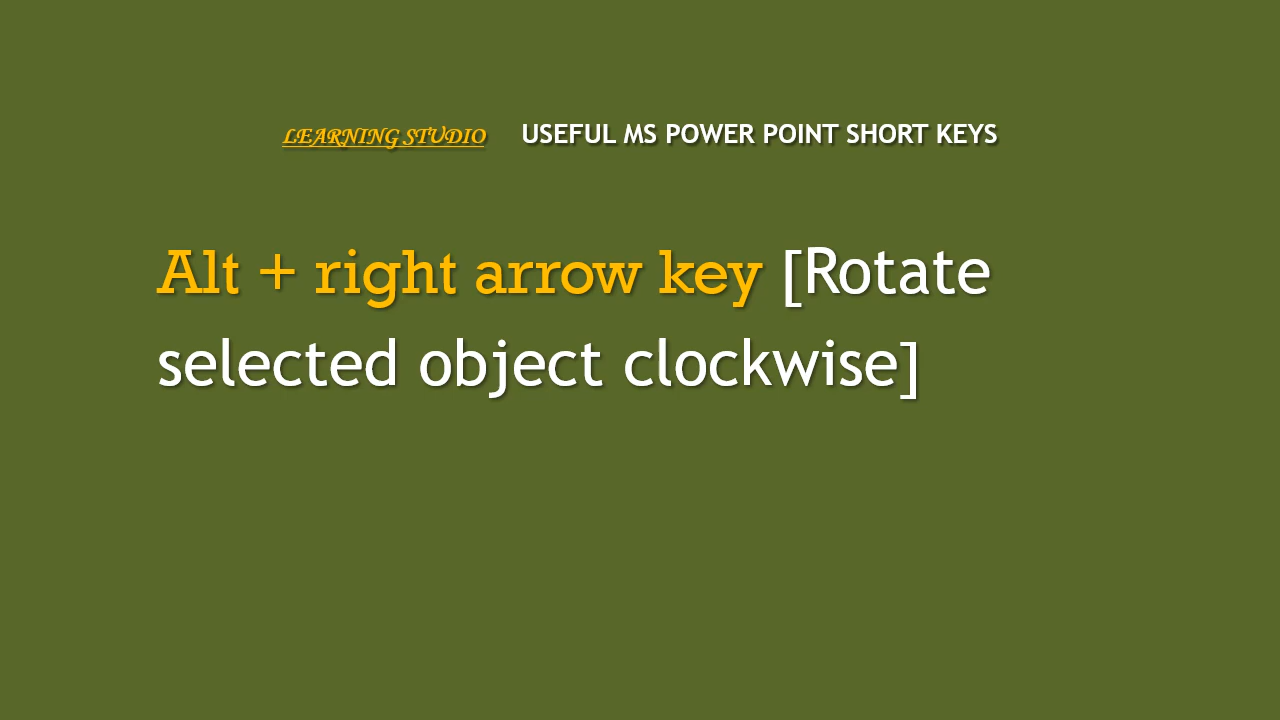 LEARNING STUDIO USEFUL MS POWER POINT SHORT KEYS
Alt + right arrow key [Rotate
selected object clockwise]